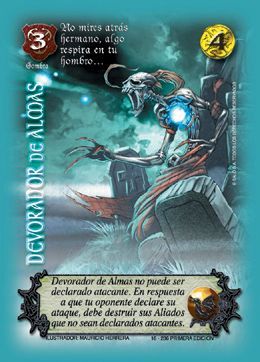 3
No mires atrás
hermano, algo
respira en tu
hombro...
4
Sombra
DEVORADOR DE ALMAS
Devorador de Almas no puede ser
declarado atacante. En respuesta
a que tu oponente declare su
ataque, debe destruir sus Aliados
que no sean declarados atacantes.
ILUSTRADOR: MAURICIO HERRERA
PRIMERA EDICION